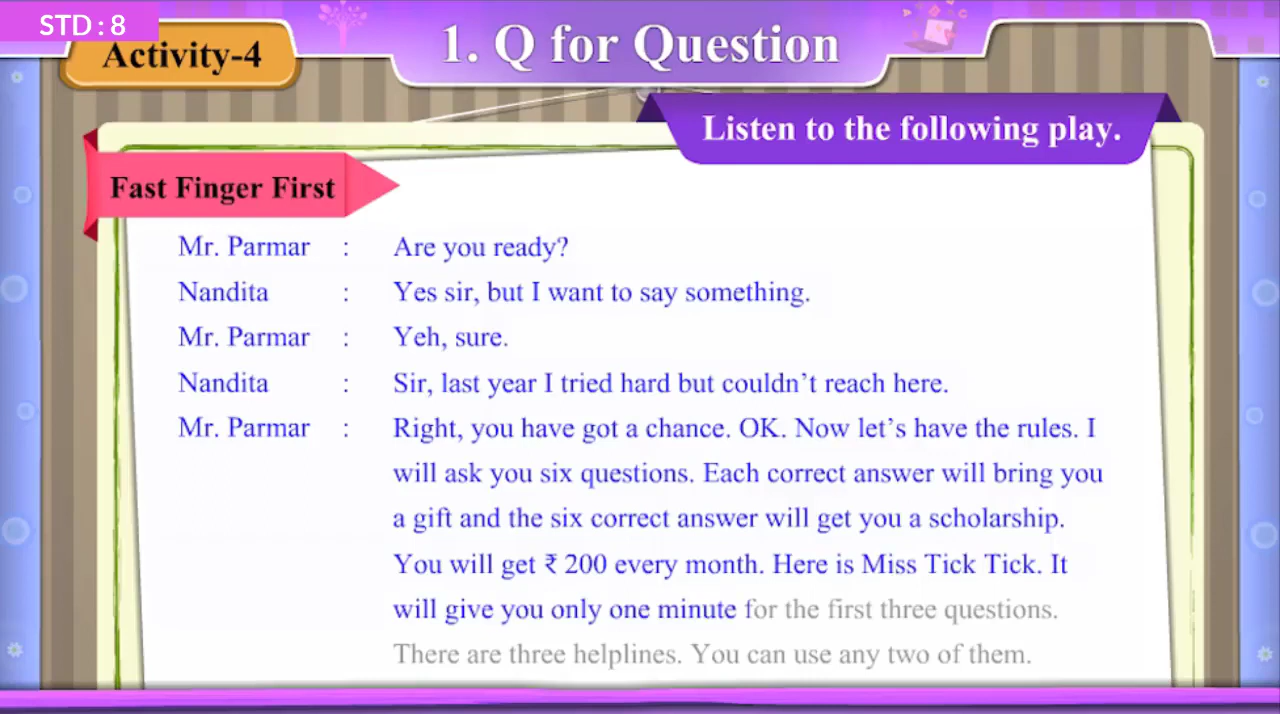 STD : 8
Activity-4
1. Q for Question
Listen to the following play.
Fast Finger First
Mr. Parmar : Are you ready?
Nandita : Yes sir, but I want to say something.
Mr. Parmar : Yeh, sure.
Nandita : Sir, last year I tried hard but couldn't reach here.
Mr. Parmar : Right, you have got a chance. OK. Now let's have the rules. I
will ask you six questions. Each correct answer will bring you
a gift and the six correct answer will get you a scholarship.
You will get ₹ 200 every month. Here is Miss Tick Tick. It
will give you only one minute for the first three questions.
There are three helplines. You can use any two of them.